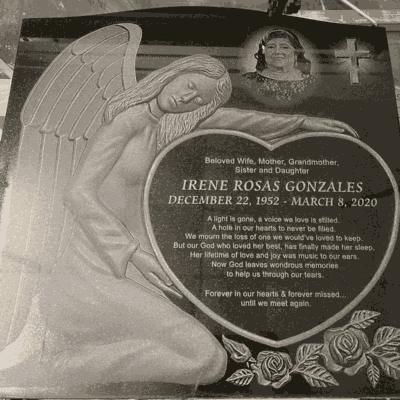 Beloved Wife, Mother, Grandmother,
Sister and Daughter
IRENE ROSAS GONZALES
DECEMBER 22, 1952 - MARCH 8, 2020
A light is gone, a voice we love is stilled.
A hole in our hearts to never be filled.
We mourn the loss of one we would've loved to keep.
But our God who loved her best, has finally made her sleep.
Her lifetime of love and joy was music to our ears.
Now God leaves wondrous memories
to help us through our tears.
Forever in our hearts & forever missed...
until we meet again.